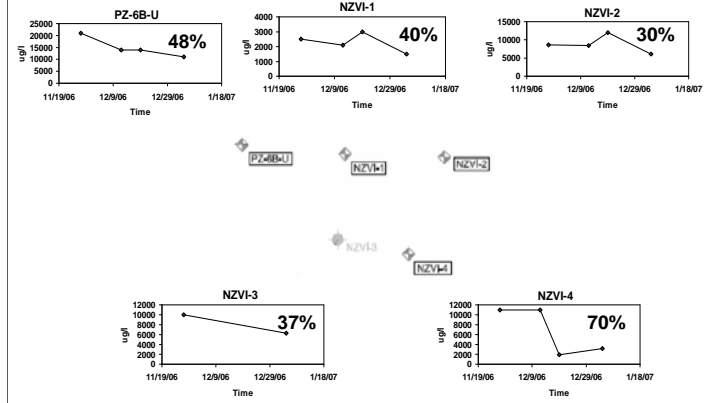 PZ-6B-U
25000
20000
15000
10000
5000
0
ug/l
48%
11/19/06 12/9/06 12/29/06 1/18/07
Time
NZVI-1
4000
3000
2000
1000
0
ug/l
40%
11/19/06 12/9/06 12/29/06 1/18/07
Time
NZVI-2
15000
10000
5000
0
ug/l
30%
11/19/06 12/9/06 12/29/06 1/18/07
Time
PZ-6B-U
NZVI-1
NZVI-2
NZVI-3
NZVI-4
NZVI-3
12000
10000
8000
6000
4000
2000
0
ug/l
37%
11/19/06 12/9/06 12/29/06 1/18/07
Time
NZVI-4
12000
10000
8000
6000
4000
2000
0
ug/l
70%
11/19/06 12/9/06 12/29/06 1/18/07
Time